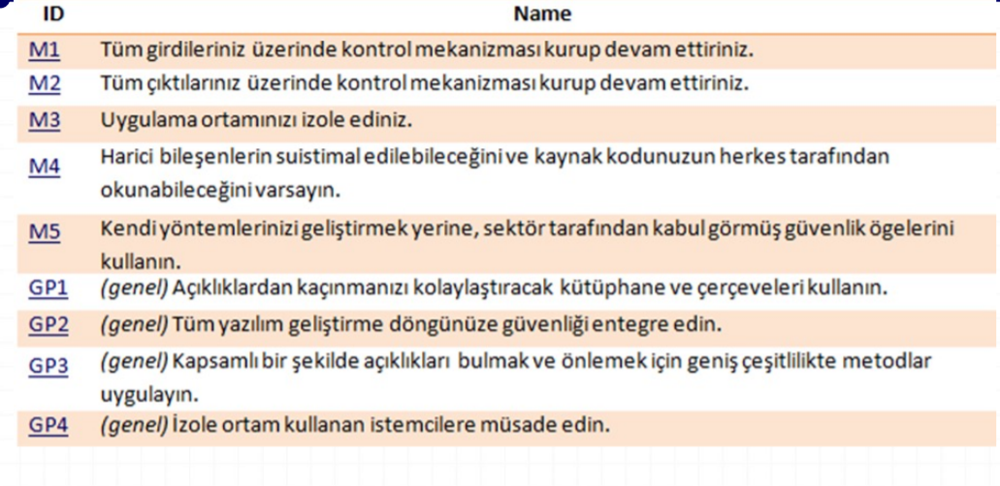 ID Name
M1 Tüm girdileriniz üzerinde kontrol mekanizması kurup devam ettiriniz.
M2 Tüm çıktılarınız üzerinde kontrol mekanizması kurup devam ettiriniz.
M3 Uygulama ortamınızı izole ediniz.
M4 Harici bileşenlerin suistimal edilebileceğini ve kaynak kodunuzun herkes tarafından
okunabileceğini varsayın.
M5 Kendi yöntemlerinizi geliştirmek yerine, sektör tarafından kabul görmüş güvenlik ögelerini
kullanın.
GP1 (genel) Açıklıklardan kaçınmanızı kolaylaştıracak kütüphane ve çerçeveleri kullanın.
GP2 (genel) Tüm yazılım geliştirme döngünüze güvenliği entegre edin.
GP3 (genel) Kapsamlı bir şekilde açıklıkları bulmak ve önlemek için geniş çeşitlilikte metodlar
uygulayın.
GP4 (genel) İzole ortam kullanan istemcilere müsade edin.